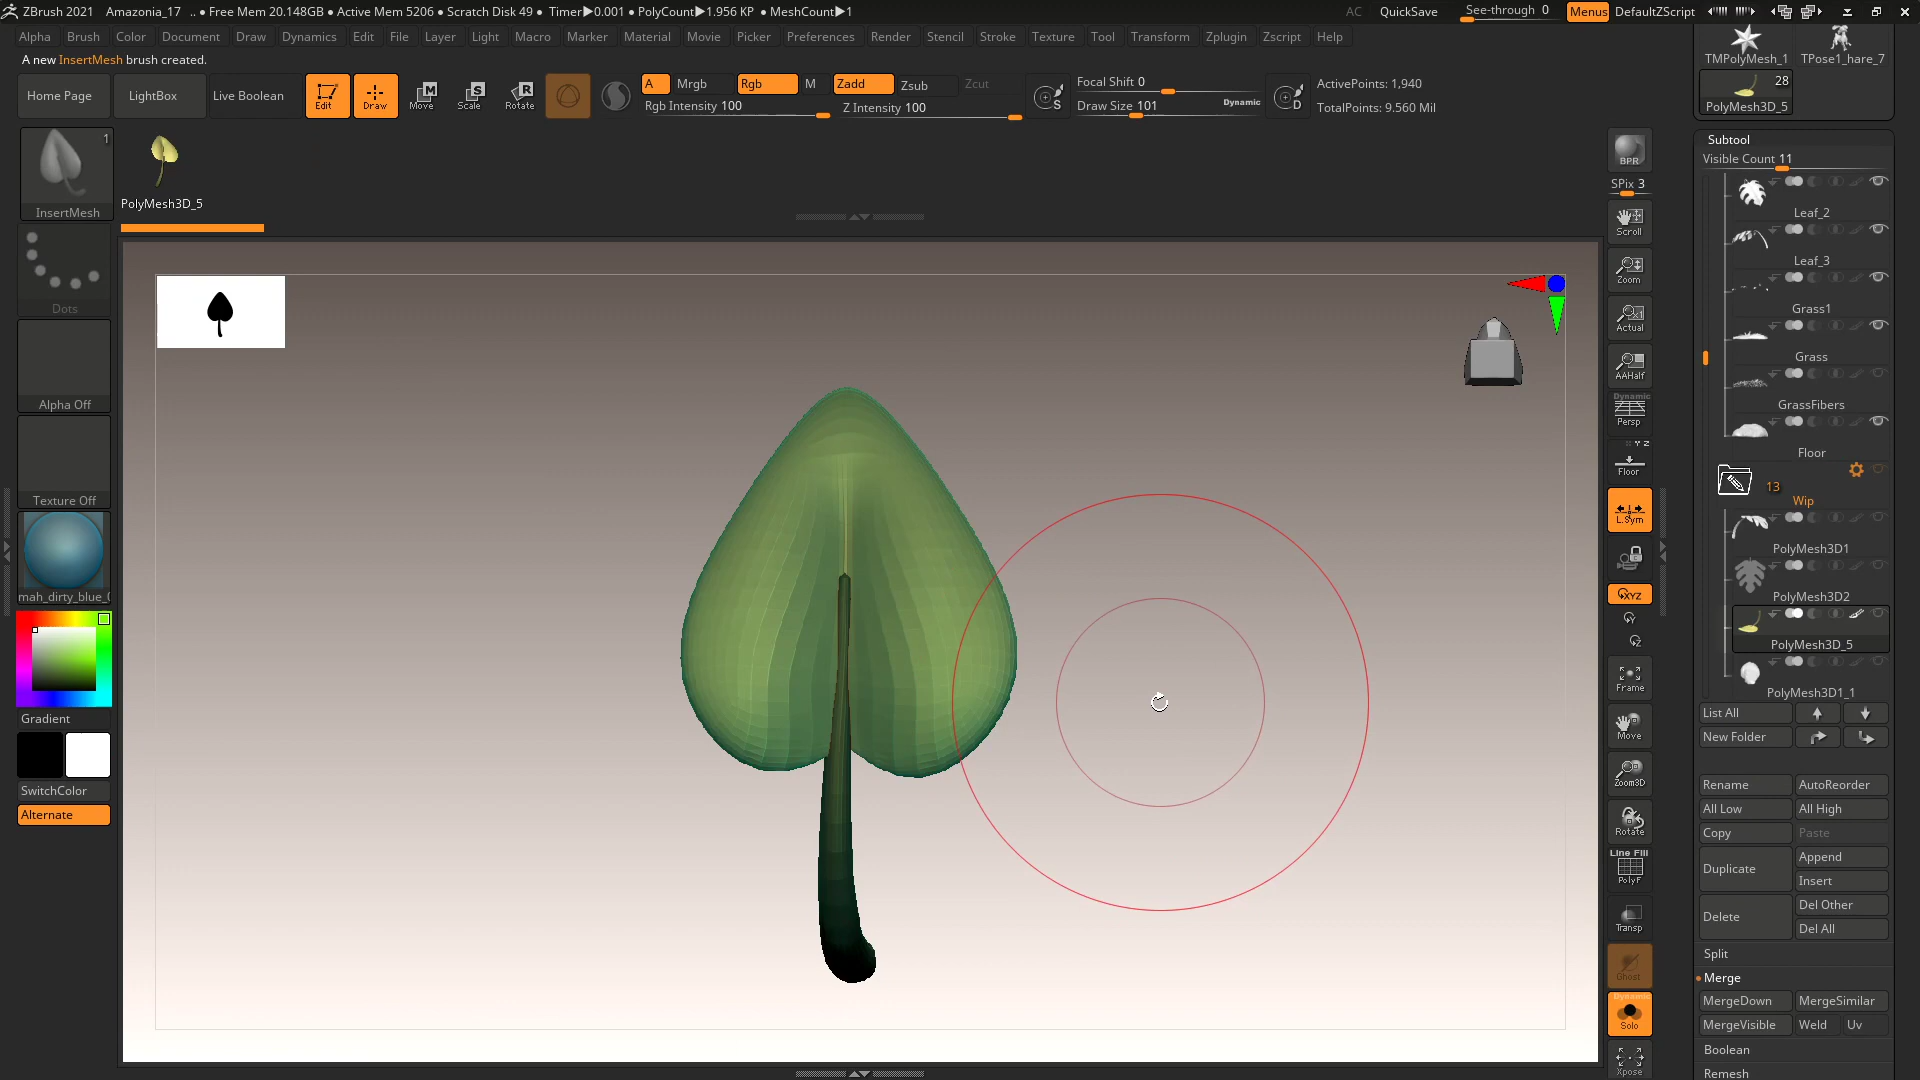 ZBrush 2021 Amazonia_17 .. ● Free Mem 20.148GB ● Active Mem 5206 ● Scratch Disk 49 ● Timer▶0.001 ● PolyCount▶1.956 KP ● MeshCount▶1
AC QuickSave See-through 0 Menus DefaultZScript
Alpha Brush Color Document Draw Dynamics Edit File Layer Light Macro Marker Material Movie Picker Preferences Render Stencil Stroke Texture Tool Transform Zplugin Zscript Help
A new InsertMesh brush created.
TMPolyMesh_1 TPose1_hare_7
28
PolyMesh3D_5
Home Page LightBox Live Boolean Edit Draw Move Scale Rotate
A Mrgb Rgb M Zadd Zsub Zcut
Rgb Intensity 100 Z Intensity 100
Focal Shift 0
Draw Size 101 Dynamic
ActivePoints: 1,940
TotalPoints: 9.560 Mil
1
InsertMesh
PolyMesh3D_5
Dots
Alpha Off
Texture Off
mah_dirty_blue_0
Gradient
SwitchColor
Alternate
BPR
SPix 3
Scroll
Zoom
Actual
AAHalf
Dynamic
Persp
Floor
L.Sym
XYZ
Frame
Move
Zoom3D
Rotate
Line Fill
PolyF
Transp
Ghost
Dynamic
Solo
Xpose
Subtool
Visible Count 11
Leaf_2
Leaf_3
Grass1
Grass
GrassFibers
Floor
13
Wip
PolyMesh3D1
PolyMesh3D2
PolyMesh3D_5
PolyMesh3D1_1
List All
New Folder
Rename AutoReorder
All Low All High
Copy Paste
Duplicate Append
Insert
Delete Del Other
Del All
Split
Merge
MergeDown MergeSimilar
MergeVisible Weld Uv
Boolean
Remesh